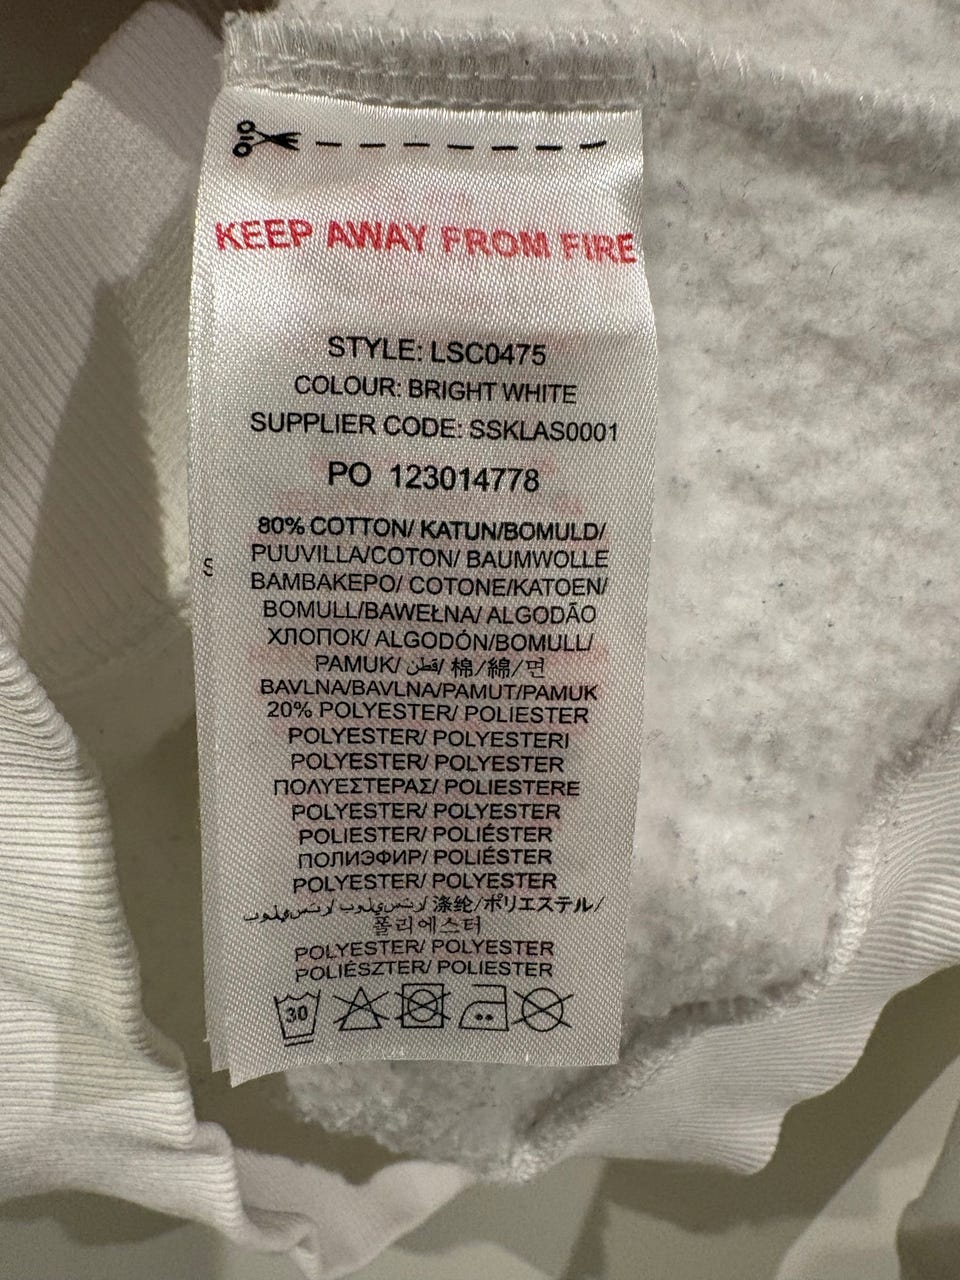 KEEP AWAY FROM FIRE
STYLE: LSC0475
COLOUR: BRIGHT WHITE
SUPPLIER CODE: SSKLAS0001
PO 123014778
80% COTTON/ KATUN/BOMULD/
PUUVILLA/COTON/ BAUMWOLLE
S
BAMBAKEPO/ COTONE/KATOEN/
BOMULL/BAWEŁNA/ ALGODÃO
ХЛОПОК/ ALGODÓN/BOMULL/
PAMUK/ قطن/ 棉/綿/면
BAVLNA/BAVLNA/PAMUT/PAMUK
20% POLYESTER/ POLIESTER
POLYESTER/ POLYESTERI
POLYESTER/ POLYESTER
ΠΟΛΥΕΣΤΕΡΑΣ/ POLIESTERE
POLYESTER/ POLYESTER
POLIESTER/ POLIÉSTER
ПОЛИЭФИР/ POLIÉSTER
POLYESTER/ POLYESTER
涤纶/ポリエステル/
폴리에스터
POLYESTER/ POLYESTER
POLIÉSZTER/ POLIESTER
30